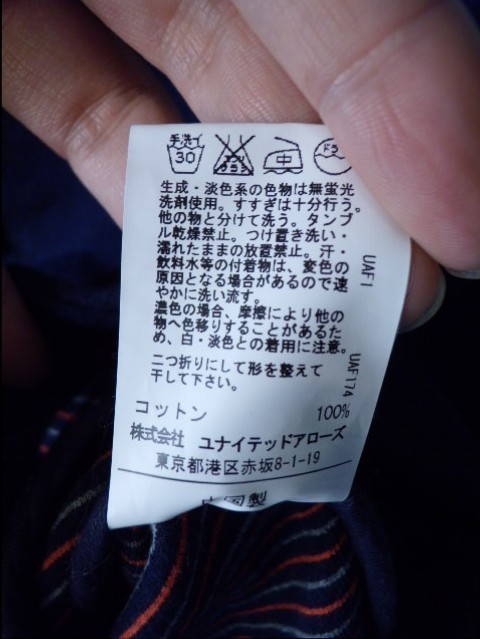 手洗イ
30
エンソ
サラシ
中
ドラ
生成・淡色系の色物は無蛍光
洗剤使用。すすぎは十分行う。
他の物と分けて洗う。タンブ
ル乾燥禁止。つけ置き洗い・
濡れたままの放置禁止。汗・
飲料水等の付着物は、変色の
原因となる場合があるので速
やかに洗い流す。
濃色の場合、摩擦により他の
物へ色移りすることがあるた
め、白・淡色との着用に注意。
二つ折りにして形を整えて
干して下さい。
UAF1
UAF174
コットン 100%
株式会社 ユナイテッドアローズ
東京都港区赤坂8-1-19
中国製